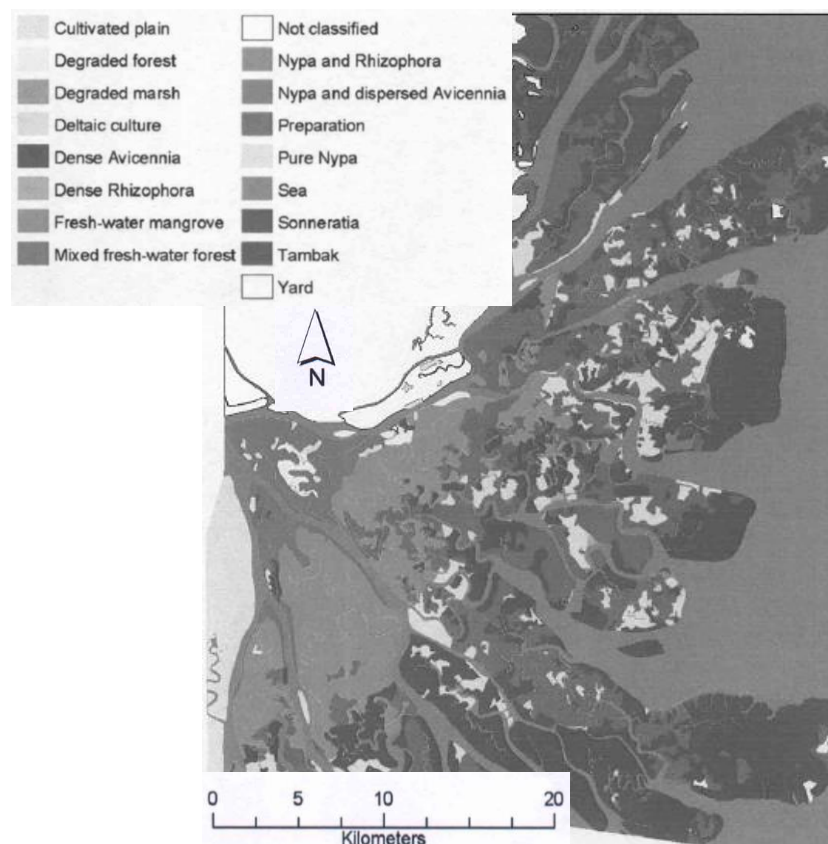 Cultivated plain
Degraded forest
Degraded marsh
Deltaic culture
Dense Avicennia
Dense Rhizophora
Fresh-water mangrove
Mixed fresh-water forest
Not classified
Nypa and Rhizophora
Nypa and dispersed Avicennia
Preparation
Pure Nypa
Sea
Sonneratia
Tambak
Yard
N
0 5 10 20
Kilometers